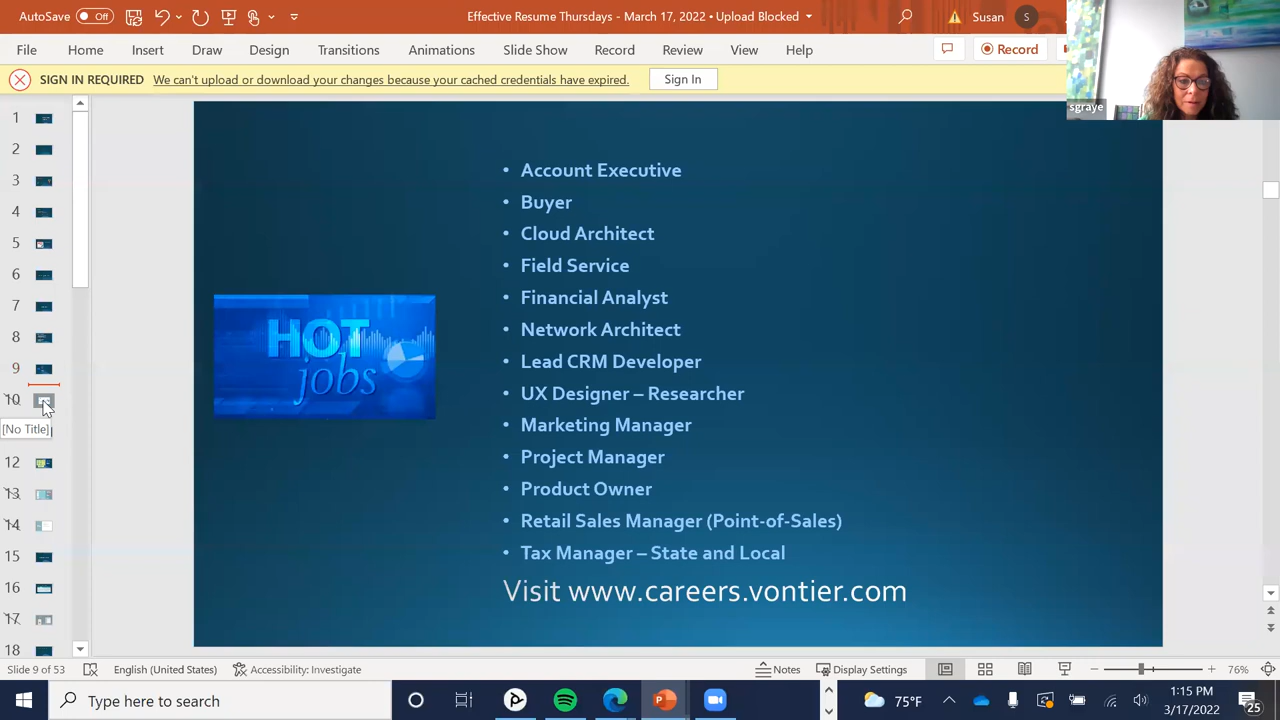 AutoSave Off
Effective Resume Thursdays - March 17, 2022 • Upload Blocked
Susan
S
File Home Insert Draw Design Transitions Animations Slide Show Record Review View Help
Record
SIGN IN REQUIRED We can't upload or download your changes because your cached credentials have expired. Sign In
sgraye
1
2
3
4
5
6
7
8
9
10
[No Title]
12
13
14
15
16
17
18
HOT
jobs
• Account Executive
• Buyer
• Cloud Architect
• Field Service
• Financial Analyst
• Network Architect
• Lead CRM Developer
• UX Designer – Researcher
• Marketing Manager
• Project Manager
• Product Owner
• Retail Sales Manager (Point-of-Sales)
• Tax Manager – State and Local
Visit www.careers.vontier.com
Slide 9 of 53 English (United States) Accessibility: Investigate Notes Display Settings 76%
Type here to search
75°F
1:15 PM
3/17/2022
25